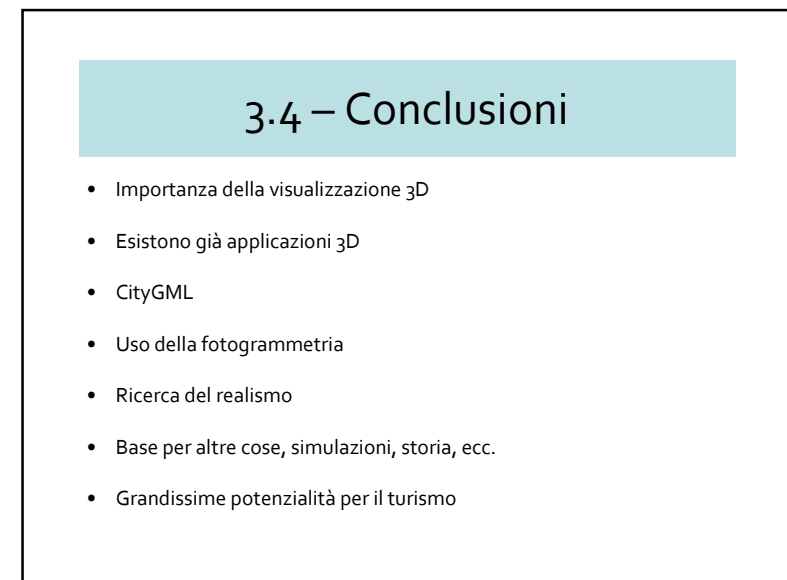 3.4 – Conclusioni
• Importanza della visualizzazione 3D
• Esistono già applicazioni 3D
• CityGML
• Uso della fotogrammetria
• Ricerca del realismo
• Base per altre cose, simulazioni, storia, ecc.
• Grandissime potenzialità per il turismo